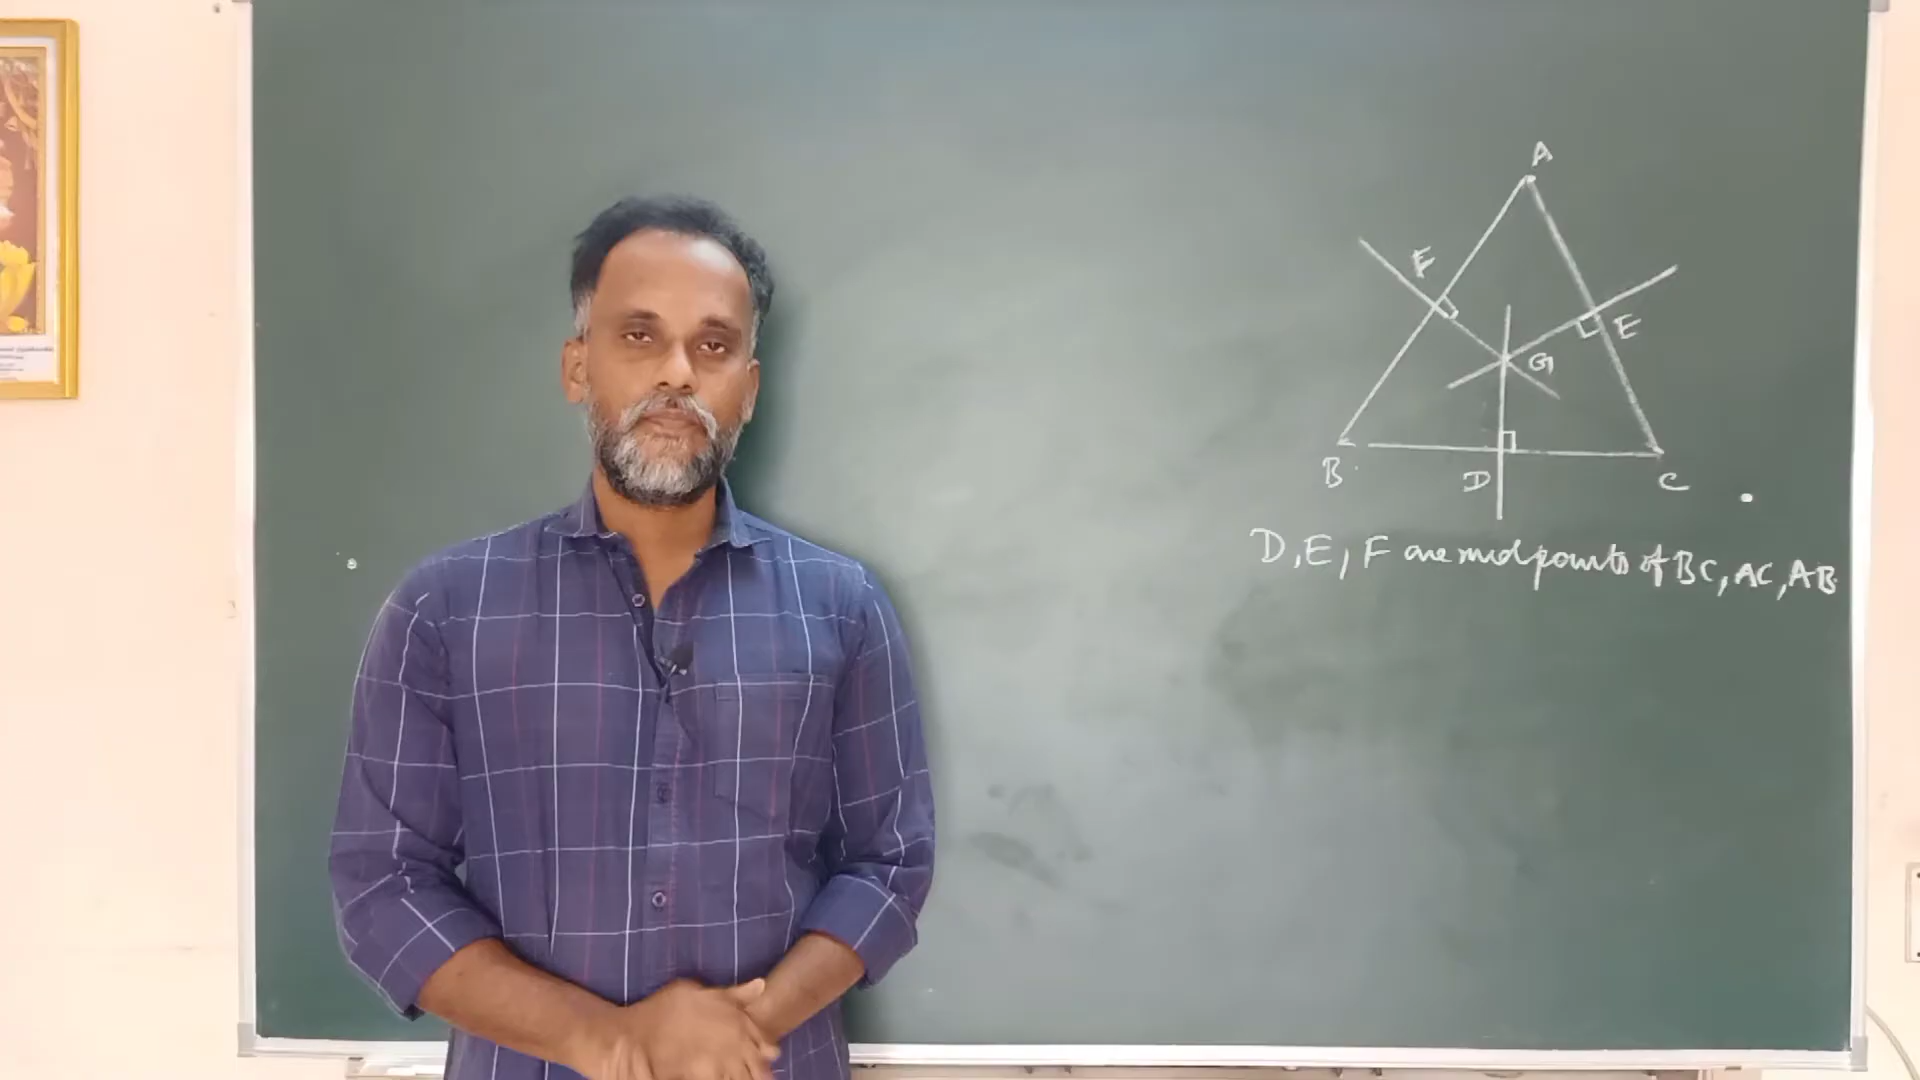 A
F
E
G
B
D
C
D, E, F are midpoints of BC, AC, AB